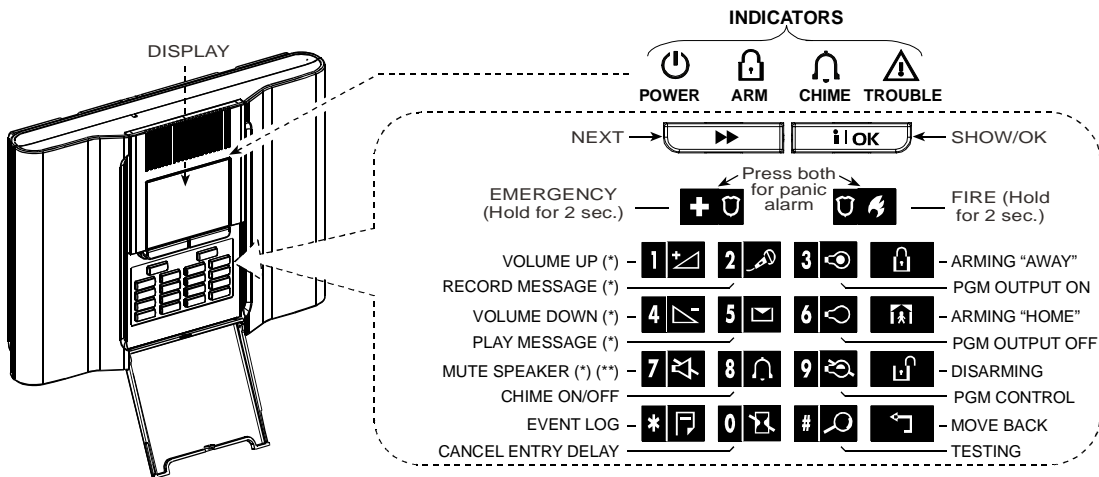 INDICATORS
DISPLAY
POWER ARM CHIME TROUBLE
NEXT
i OK
SHOW/OK
EMERGENCY
(Hold for 2 sec.)
Press both
for panic
alarm
FIRE (Hold
for 2 sec.)
VOLUME UP (*)
1 2 3
ARMING “AWAY”
RECORD MESSAGE (*)
PGM OUTPUT ON
VOLUME DOWN (*)
4 5 6
ARMING “HOME”
PLAY MESSAGE (*)
PGM OUTPUT OFF
MUTE SPEAKER (*) (**)
7 8 9
DISARMING
CHIME ON/OFF
PGM CONTROL
EVENT LOG
* 0 #
MOVE BACK
CANCEL ENTRY DELAY
TESTING